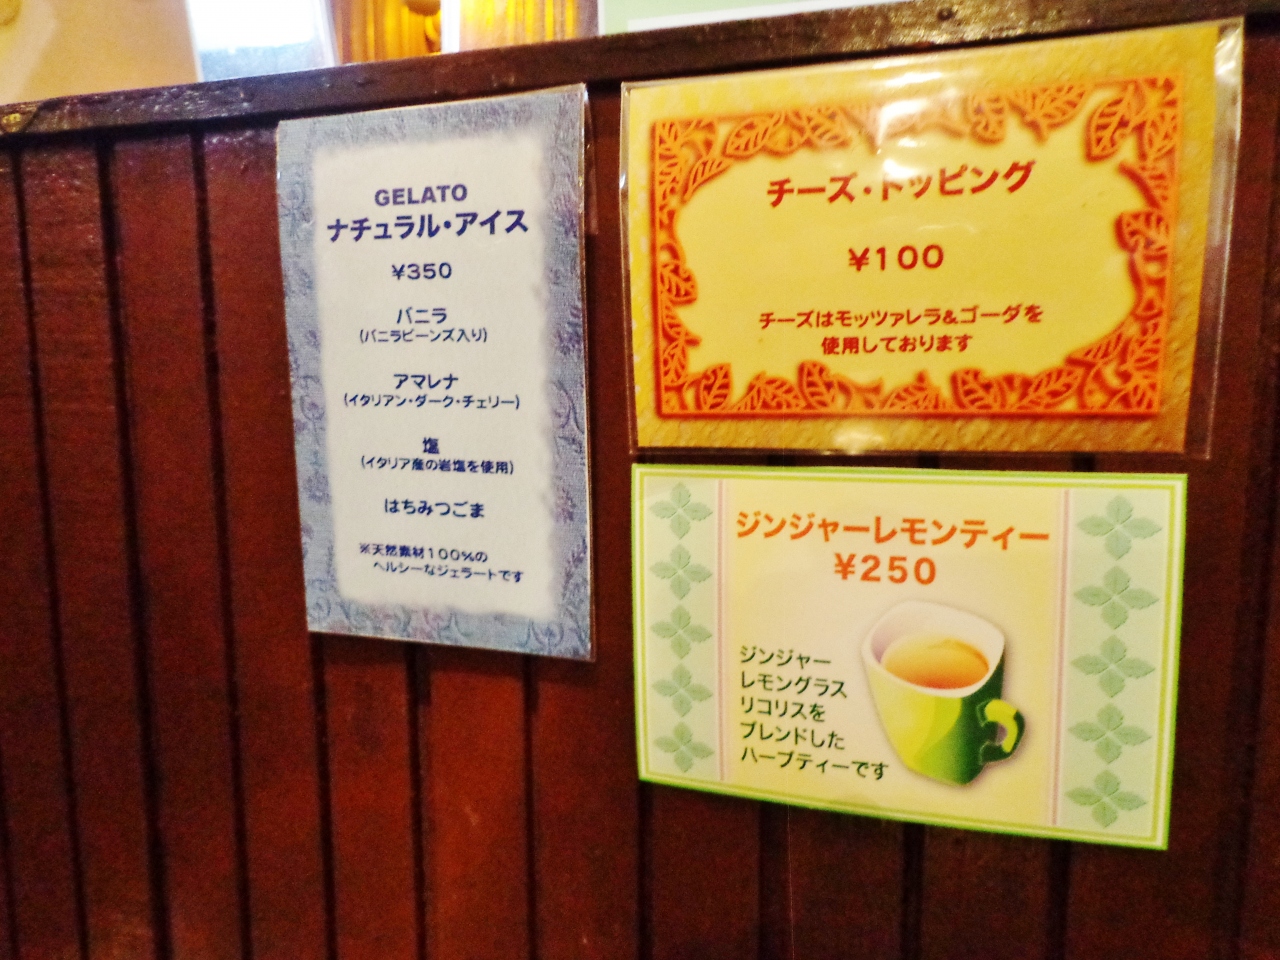 GELATO
ナチュラル・アイス
¥350
バニラ
(バニラビーンズ入り)
アマレナ
(イタリアン・ダーク・チェリー)
塩
(イタリア産の岩塩を使用)
はちみつごま
※天然素材100%の
ヘルシーなジェラートです
チーズ・トッピング
¥100
チーズはモッツァレラ&ゴーダを
使用しております
ジンジャーレモンティー
¥250
ジンジャー
レモングラス
リコリスを
ブレンドした
ハーブティーです